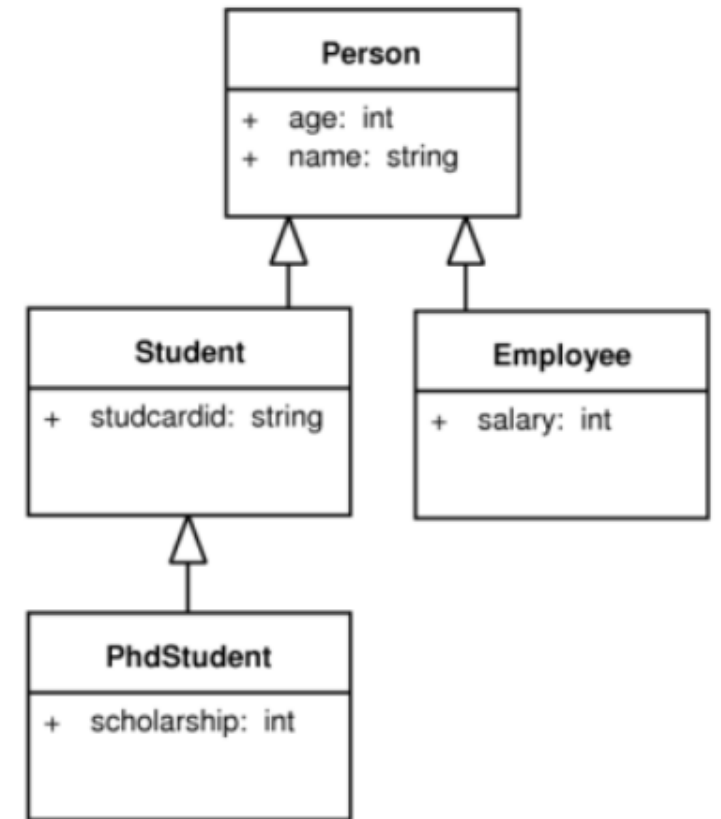 Person
+ age: int
+ name: string
Student
+ studcardid: string
Employee
+ salary: int
PhdStudent
+ scholarship: int